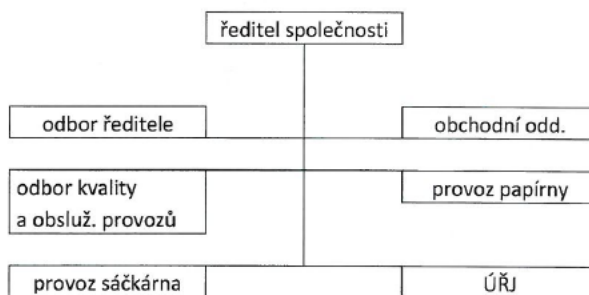 ředitel společnosti
odbor ředitele
obchodní odd.
odbor kvality
a obsluž. provozů
provoz papírny
provoz sáčkárna
ÚŘJ